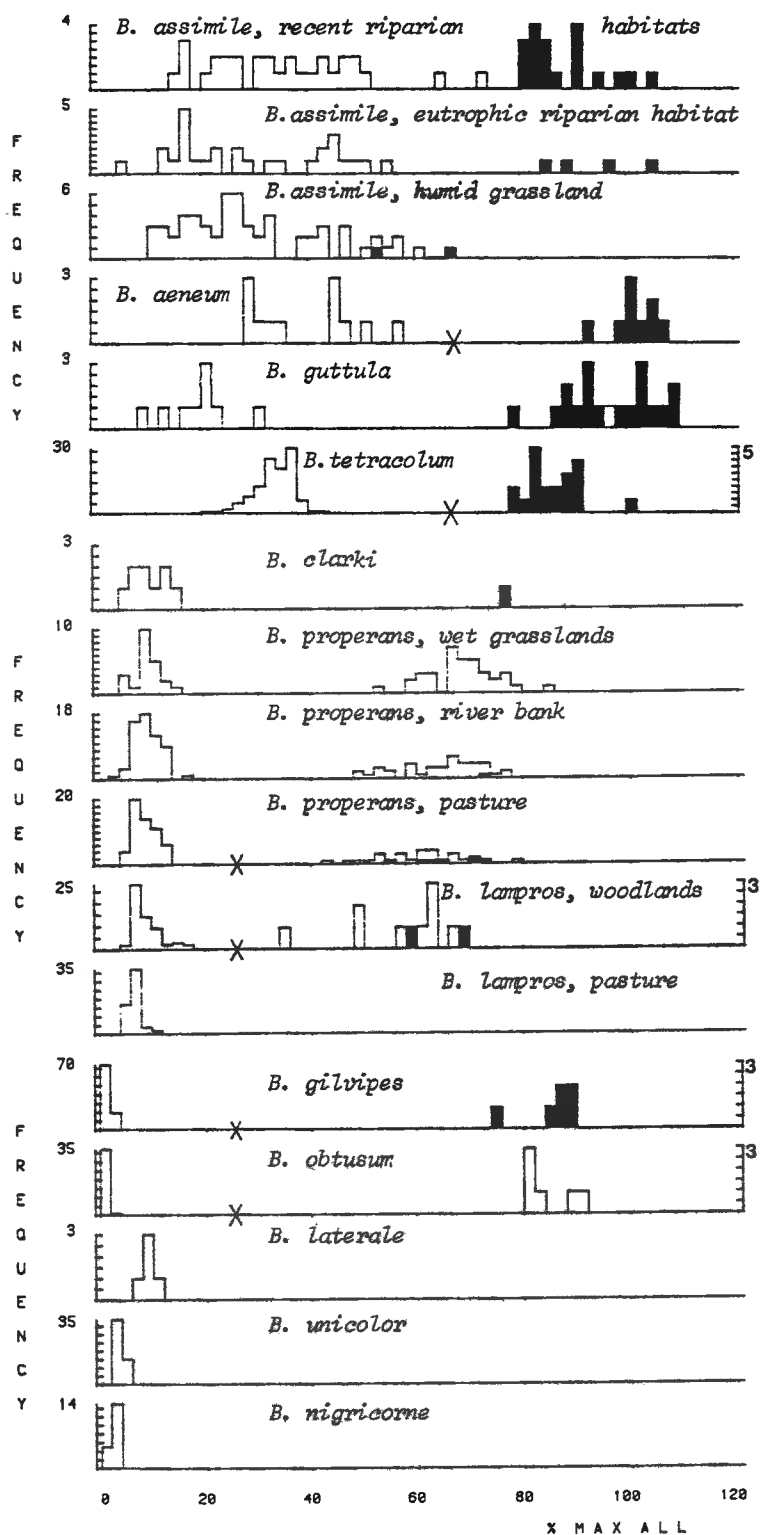 4 B. assimile, recent riparian habitats
5 B. assimile, eutrophic riparian habitat
6 B. assimile, humid grassland
3 B. aeneum
3 B. guttula
30 B. tetracolum 5
FREQUENCY
3 B. clarki
10 B. properans, wet grasslands
18 B. properans, river bank
20 B. properans, pasture
25 B. lampros, woodlands 3
35 B. lampros, pasture
FREQUENCY
70 B. gilvipes 3
35 B. obtusum 3
3 B. laterale
35 B. unicolor
14 B. nigricorne
FREQUENCY
0 20 40 60 80 100 120
% MAX ALL